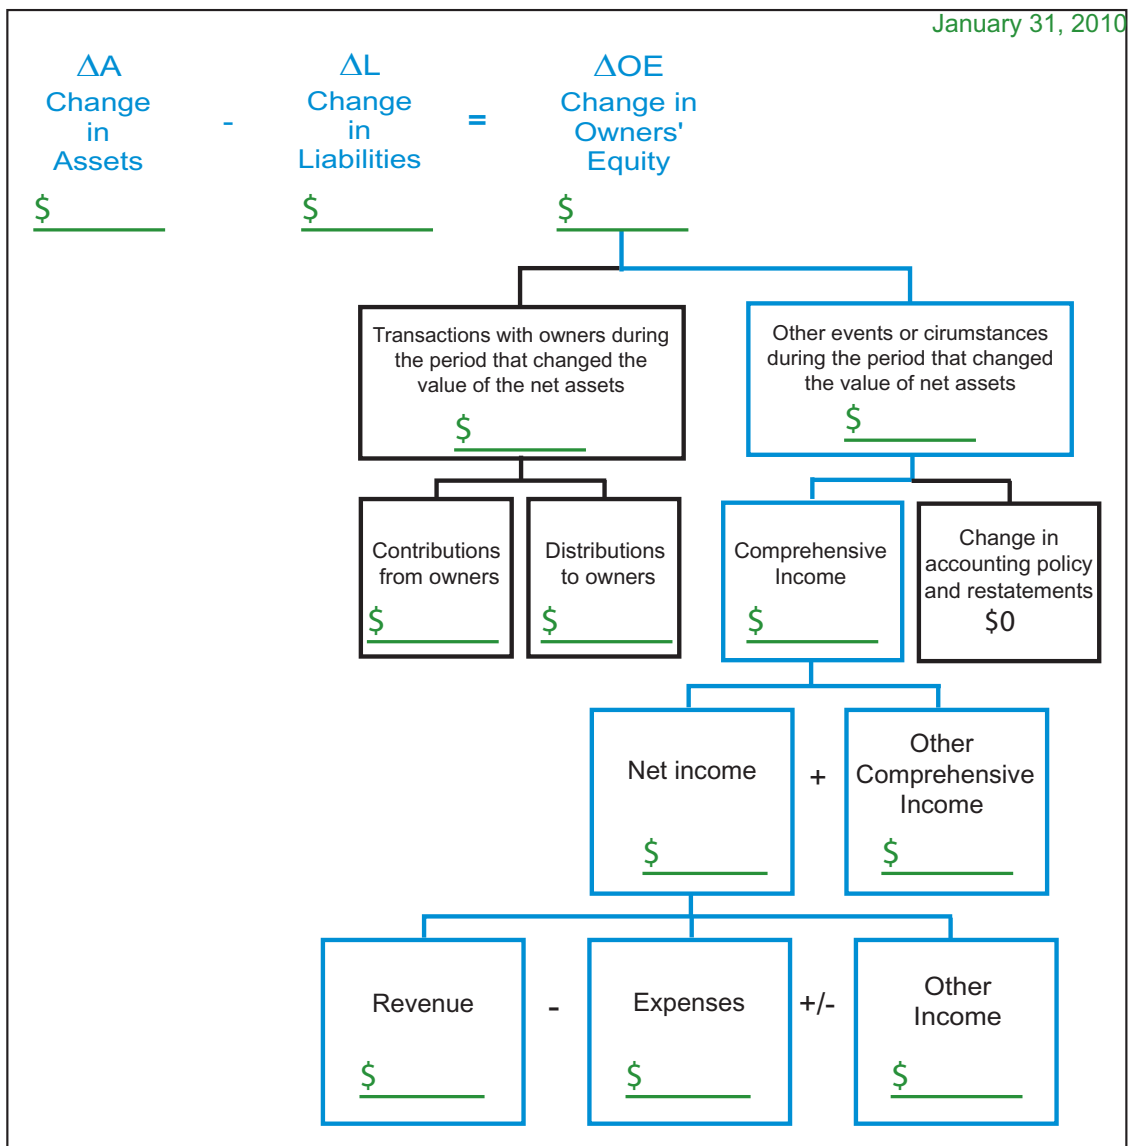 January 31, 2010
ΔA
Change
in
Assets
$
-
ΔL
Change
in
Liabilities
$
=
ΔOE
Change in
Owners'
Equity
$
Transactions with owners during
the period that changed the
value of the net assets
$
Other events or cirumstances
during the period that changed
the value of net assets
$
Contributions
from owners
$
Distributions
to owners
$
Comprehensive
Income
$
Change in
accounting policy
and restatements
$0
Net income
$
+
Other
Comprehensive
Income
$
Revenue
$
-
Expenses
$
+/-
Other
Income
$